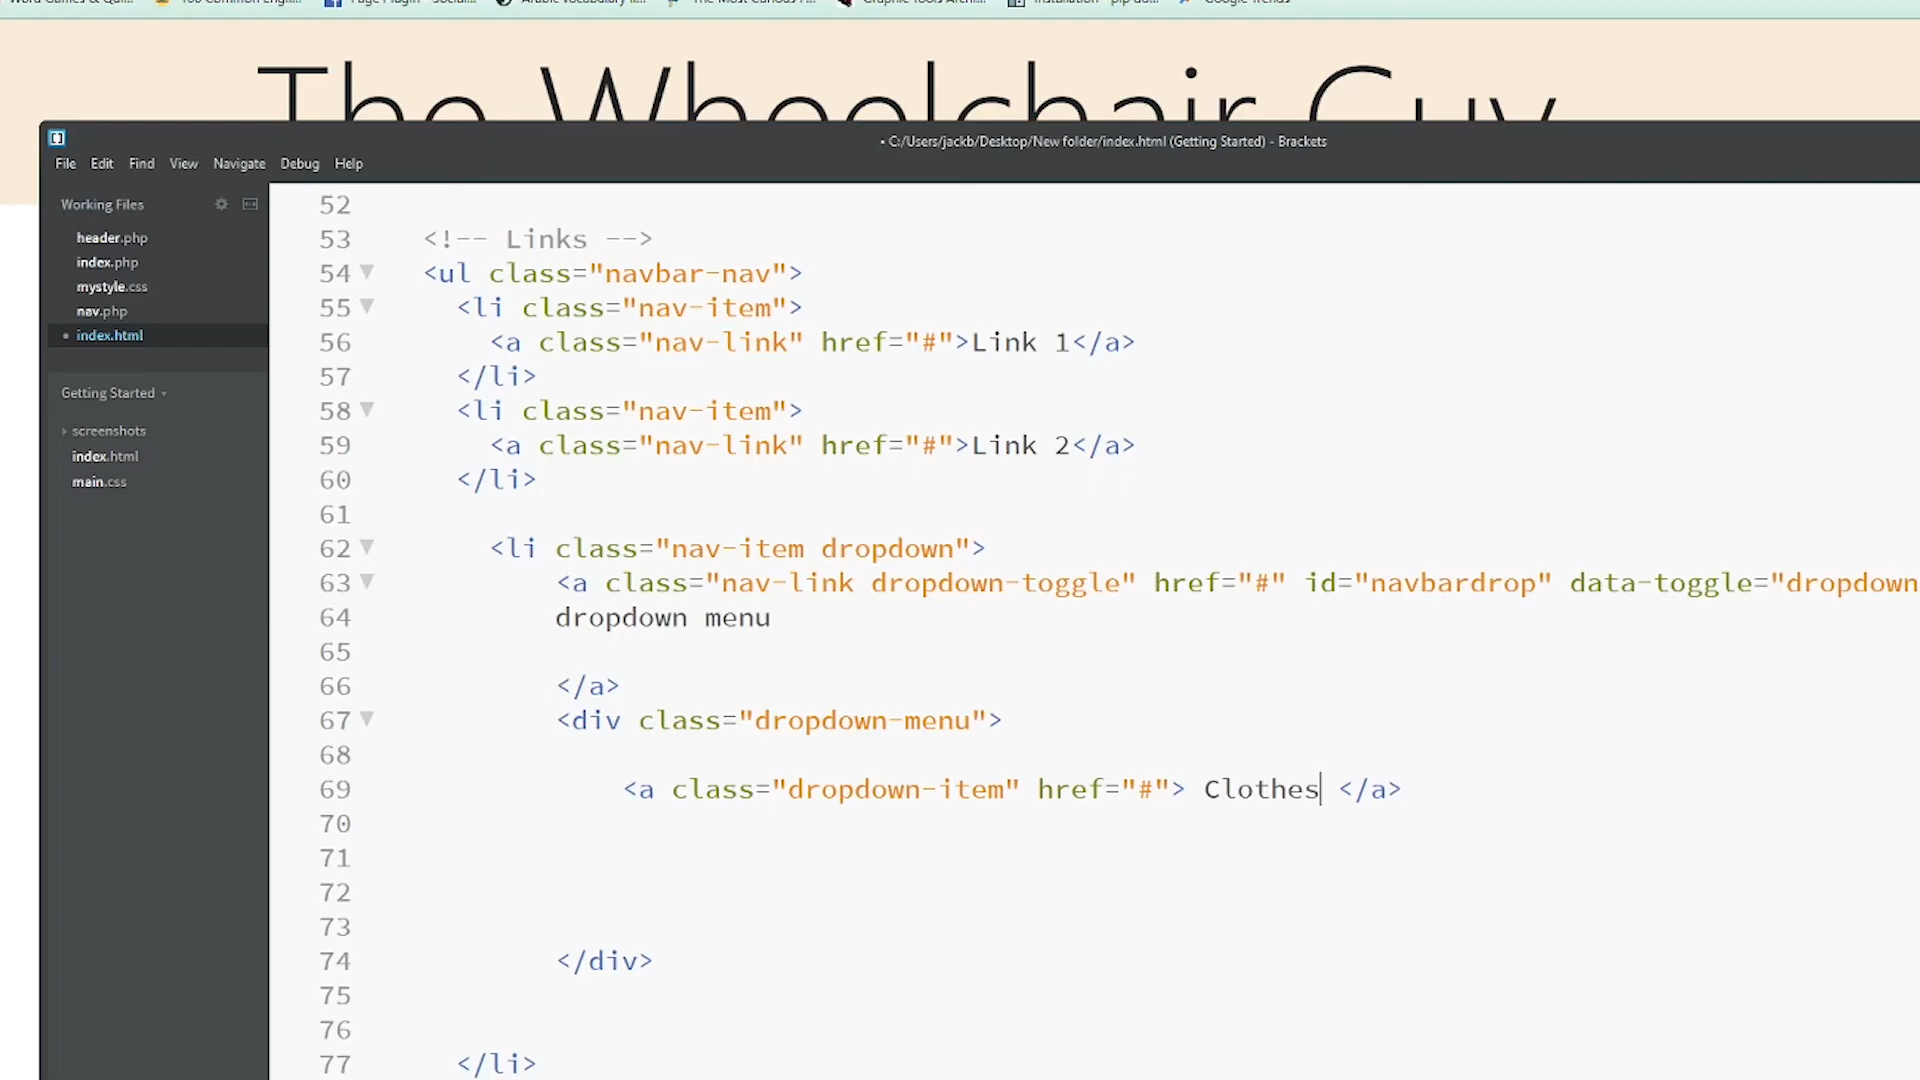 The Wheelchair Guy
• C:/Users/jackb/Desktop/New folder/index.html (Getting Started) - Brackets
File Edit Find View Navigate Debug Help
Working Files
header.php
index.php
mystyle.css
nav.php
index.html
Getting Started
screenshots
index.html
main.css
52
53 <!-- Links -->
54 <ul class="navbar-nav">
55 <li class="nav-item">
56 <a class="nav-link" href="#">Link 1</a>
57 </li>
58 <li class="nav-item">
59 <a class="nav-link" href="#">Link 2</a>
60 </li>
61
62 <li class="nav-item dropdown">
63 <a class="nav-link dropdown-toggle" href="#" id="navbardrop" data-toggle="dropdown
64 dropdown menu
65
66 </a>
67 <div class="dropdown-menu">
68
69 <a class="dropdown-item" href="#"> Clothes </a>
70
71
72
73
74 </div>
75
76
77 </li>